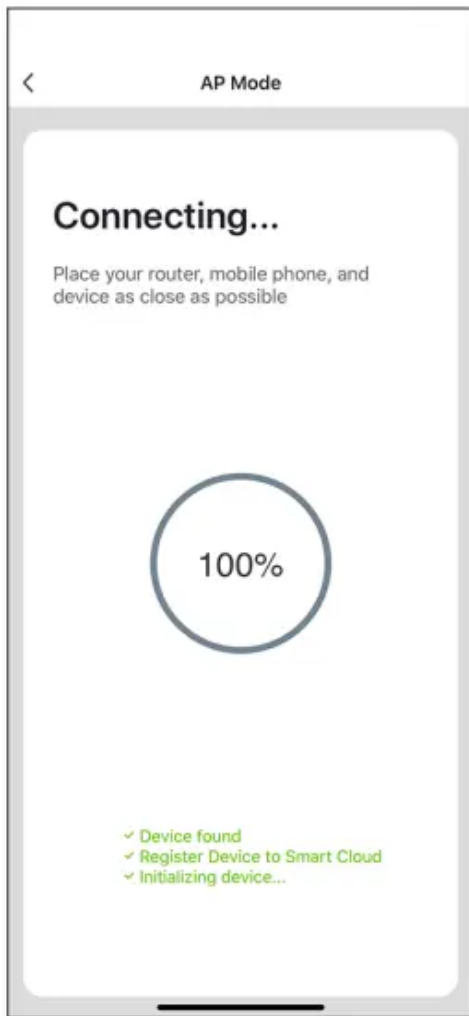 AP Mode
Connecting...
Place your router, mobile phone, and
device as close as possible
100%
Device found
Register Device to Smart Cloud
Initializing device...